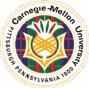 Carnegie-Mellon University
PITTSBURGH PENNSYLVANIA 1900